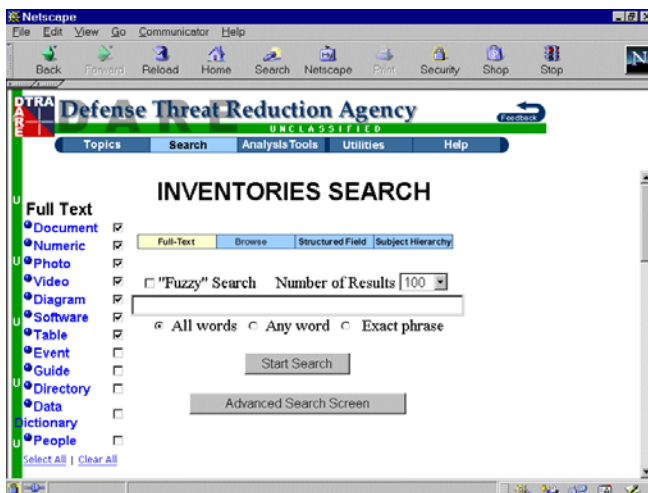 Netscape
File Edit View Go Communicator Help
Back Forward Reload Home Search Netscape Print Security Shop Stop
N
DTRA
DARE
DARE
Defense Threat Reduction Agency
UNCLASSIFIED
Feedback
Topics Search Analysis Tools Utilities Help
INVENTORIES SEARCH
U
Full Text
Document
Numeric
U
Photo
Video
Diagram
U
Software
Table
Event
Guide
U
Directory
Data
Dictionary
U
People
Select All | Clear All
Full-Text Browse Structured Field Subject Hierarchy
"Fuzzy" Search Number of Results 100
All words Any word Exact phrase
Start Search
Advanced Search Screen